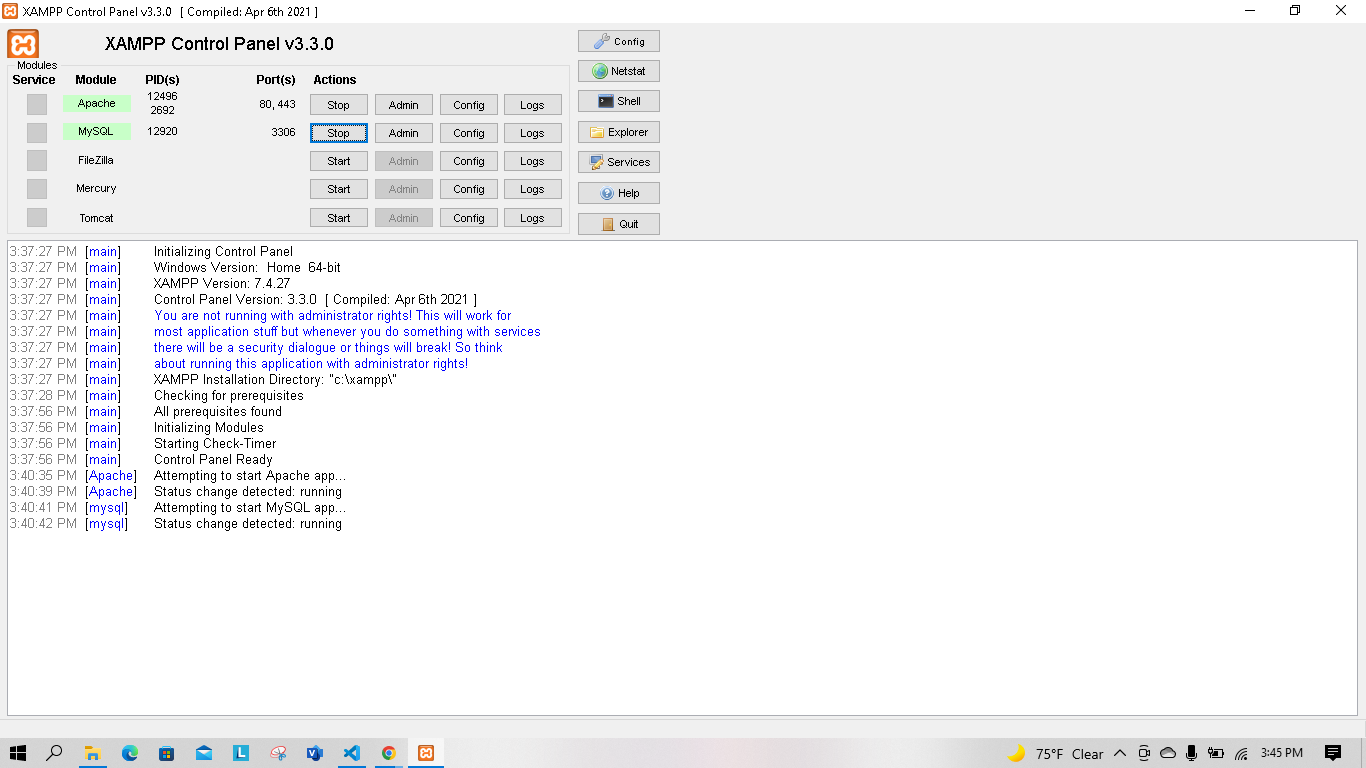 XAMPP Control Panel v3.3.0 [ Compiled: Apr 6th 2021 ]
XAMPP Control Panel v3.3.0
Config
Modules
Service Module PID(s) Port(s) Actions
Netstat
Apache 12496 2692 80, 443 Stop Admin Config Logs
Shell
MySQL 12920 3306 Stop Admin Config Logs
Explorer
FileZilla Start Admin Config Logs
Services
Mercury Start Admin Config Logs
Help
Tomcat Start Admin Config Logs
Quit
3:37:27 PM [main] Initializing Control Panel
3:37:27 PM [main] Windows Version: Home 64-bit
3:37:27 PM [main] XAMPP Version: 7.4.27
3:37:27 PM [main] Control Panel Version: 3.3.0 [ Compiled: Apr 6th 2021 ]
3:37:27 PM [main] You are not running with administrator rights! This will work for
3:37:27 PM [main] most application stuff but whenever you do something with services
3:37:27 PM [main] there will be a security dialogue or things will break! So think
3:37:27 PM [main] about running this application with administrator rights!
3:37:27 PM [main] XAMPP Installation Directory: "c:\xampp\"
3:37:28 PM [main] Checking for prerequisites
3:37:56 PM [main] All prerequisites found
3:37:56 PM [main] Initializing Modules
3:37:56 PM [main] Starting Check-Timer
3:37:56 PM [main] Control Panel Ready
3:40:35 PM [Apache] Attempting to start Apache app...
3:40:39 PM [Apache] Status change detected: running
3:40:41 PM [mysql] Attempting to start MySQL app...
3:40:42 PM [mysql] Status change detected: running
75°F Clear 3:45 PM